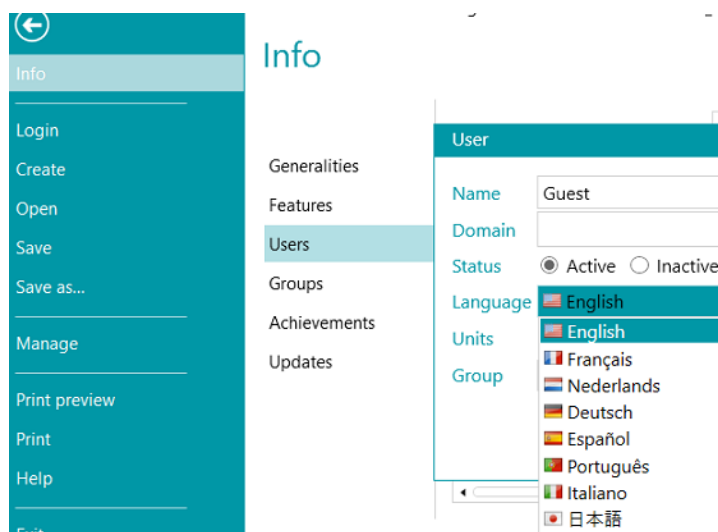 Info
Info
Login
Create
Open
Save
Save as...
Manage
Print preview
Print
Help
Generalities
Features
Users
Groups
Achievements
Updates
User
Name Guest
Domain
Status Active Inactive
Language English
Units
Group
English
Français
Nederlands
Deutsch
Español
Português
Italiano
日本語